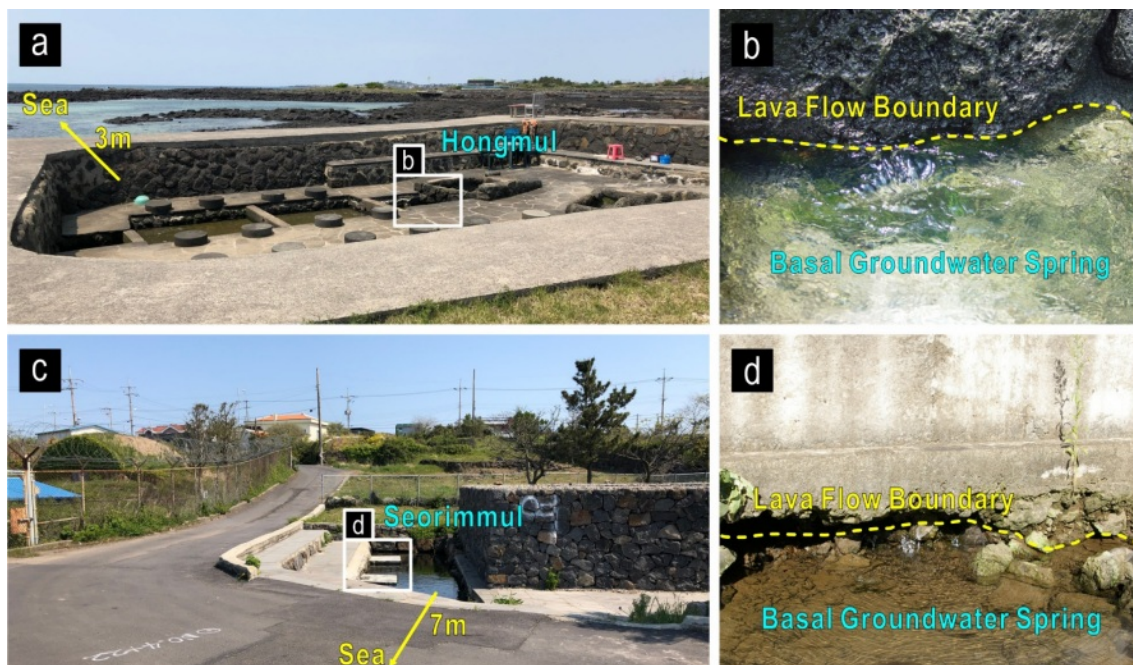 a
Sea
3m
Hongmul
b
b
Lava Flow Boundary
Basal Groundwater Spring
c
Seorimmul
d
7m
Sea
d
Lava Flow Boundary
Basal Groundwater Spring